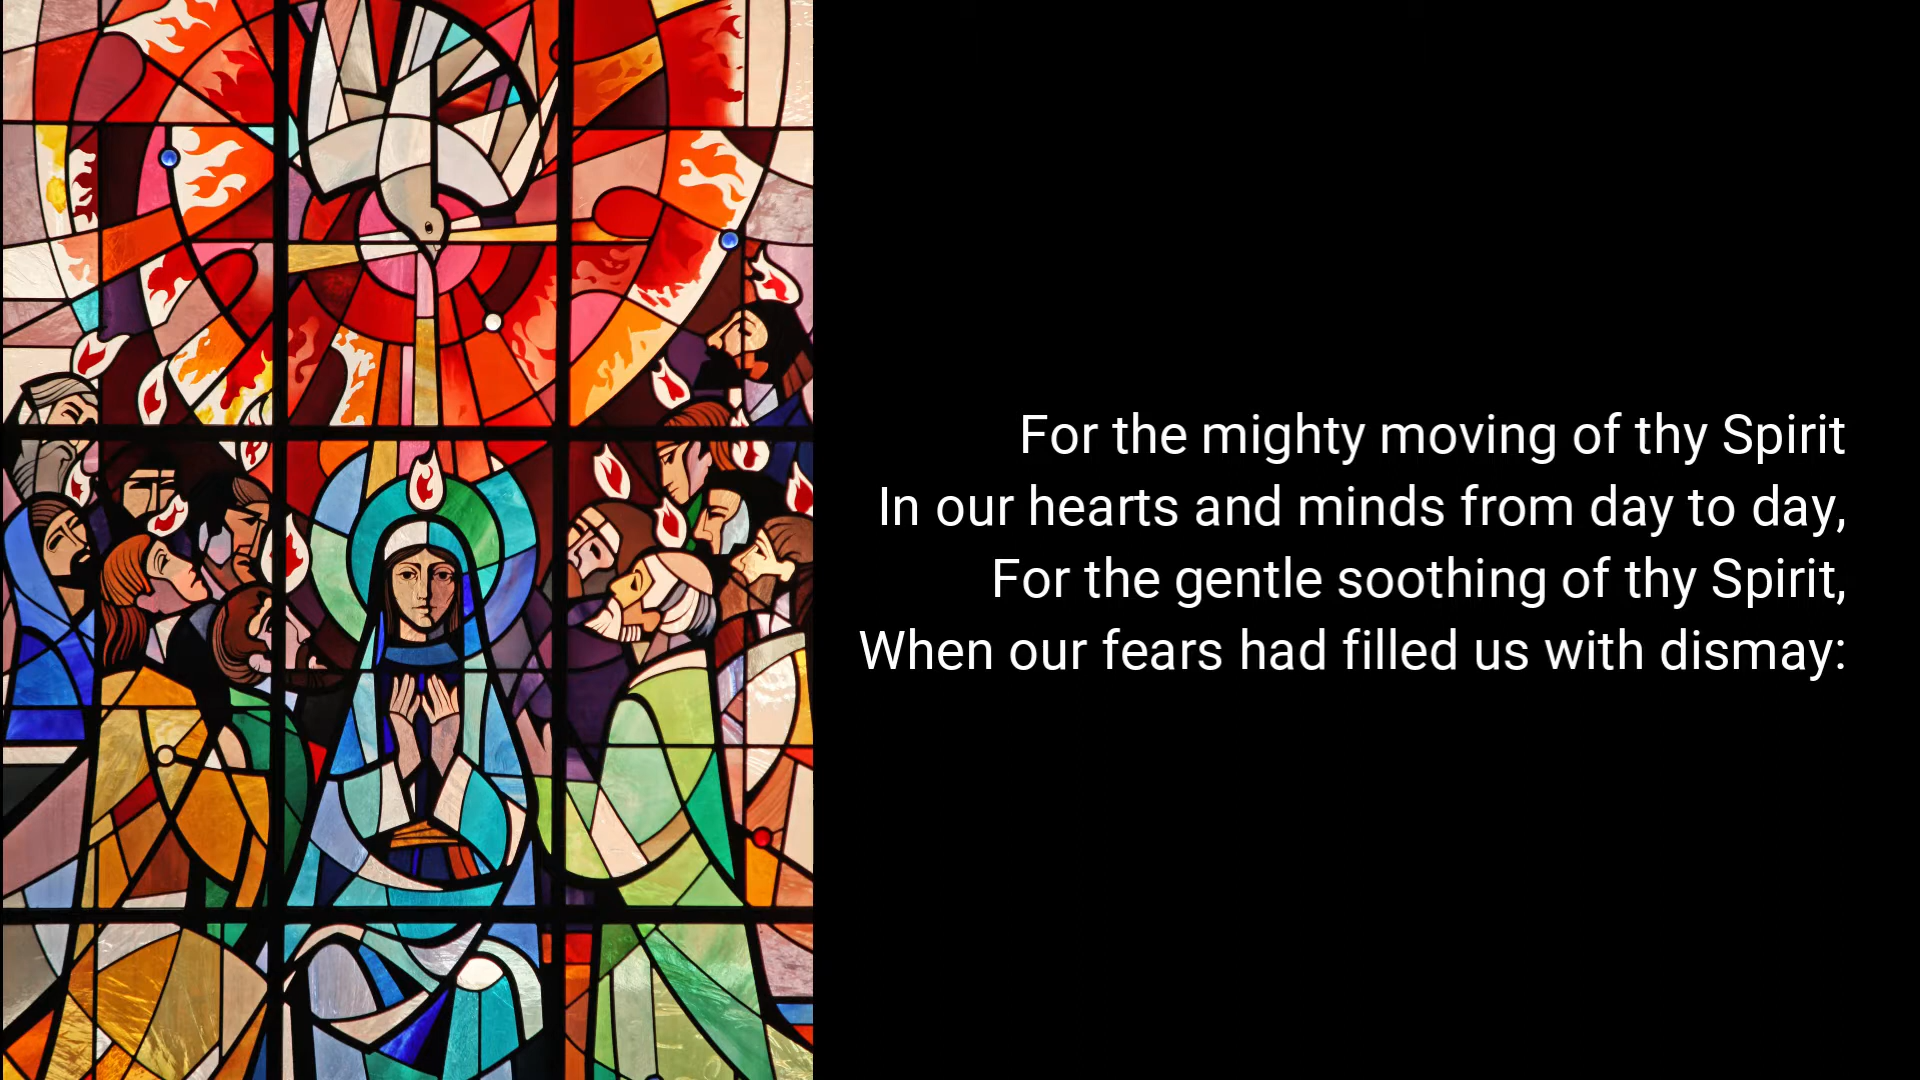 For the mighty moving of thy Spirit
In our hearts and minds from day to day,
For the gentle soothing of thy Spirit,
When our fears had filled us with dismay: